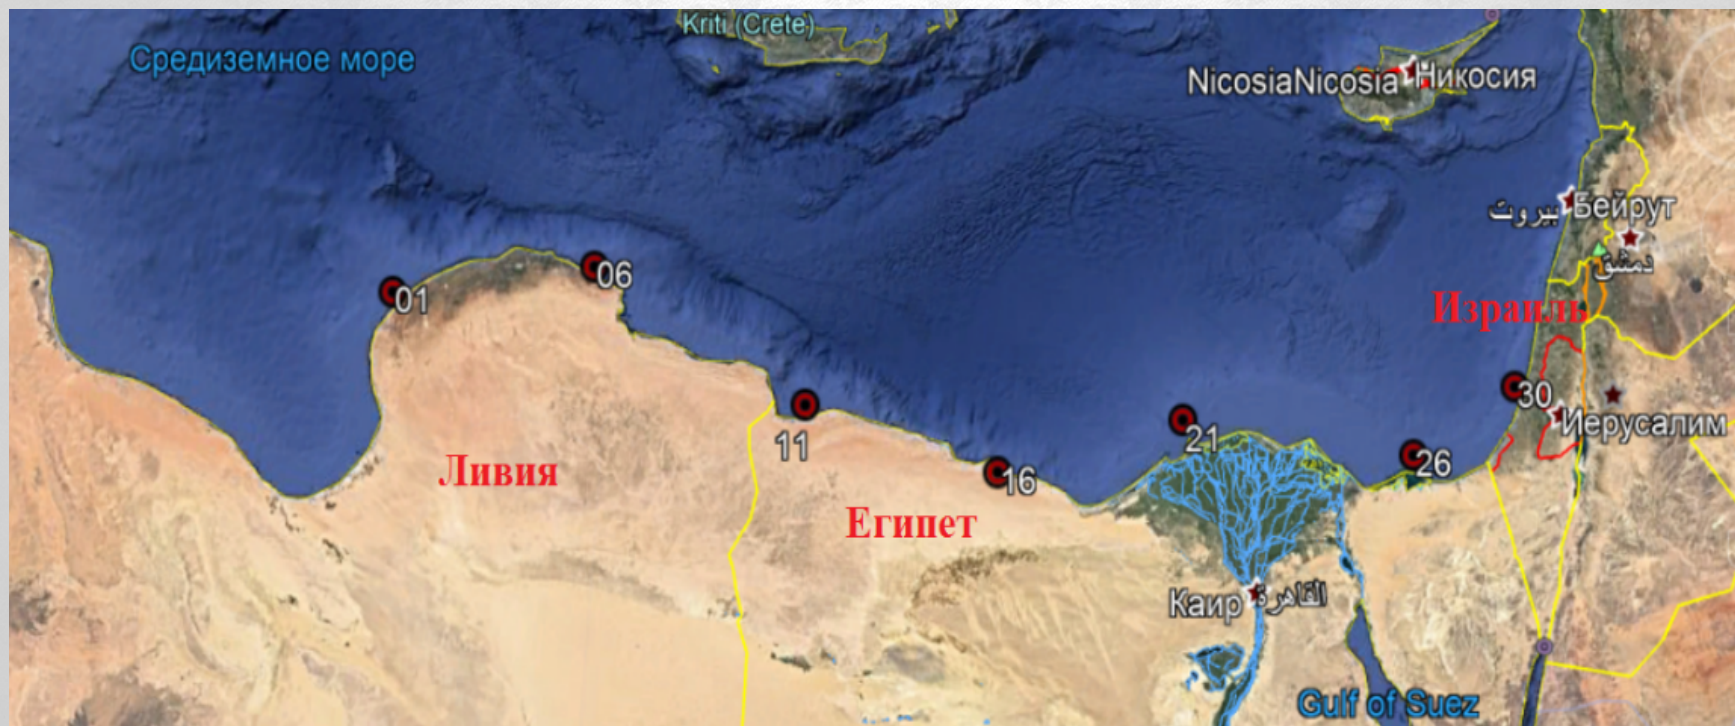 Kriti (Crete)
Средиземное море
NicosiaNicosia Никосия
بيروت Бейрут
دمشق
01
06
Израиль
11
16
21
26
30
Иерусалим
Ливия
Египет
Каир القاهرة
Gulf of Suez